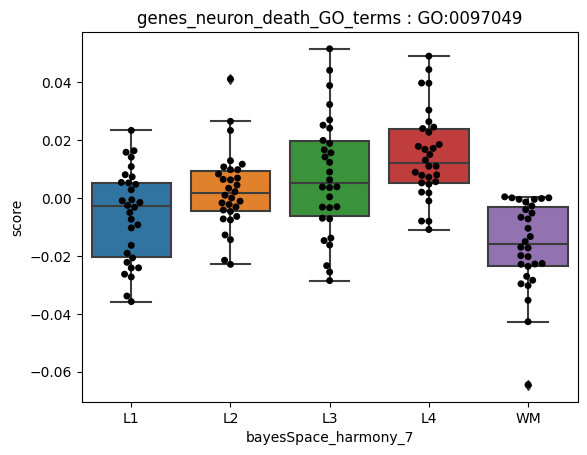 genes_neuron_death_GO_terms : GO:0097049
score
0.04
0.02
0.00
−0.02
−0.04
−0.06
L1 L2 L3 L4 WM
bayesSpace_harmony_7